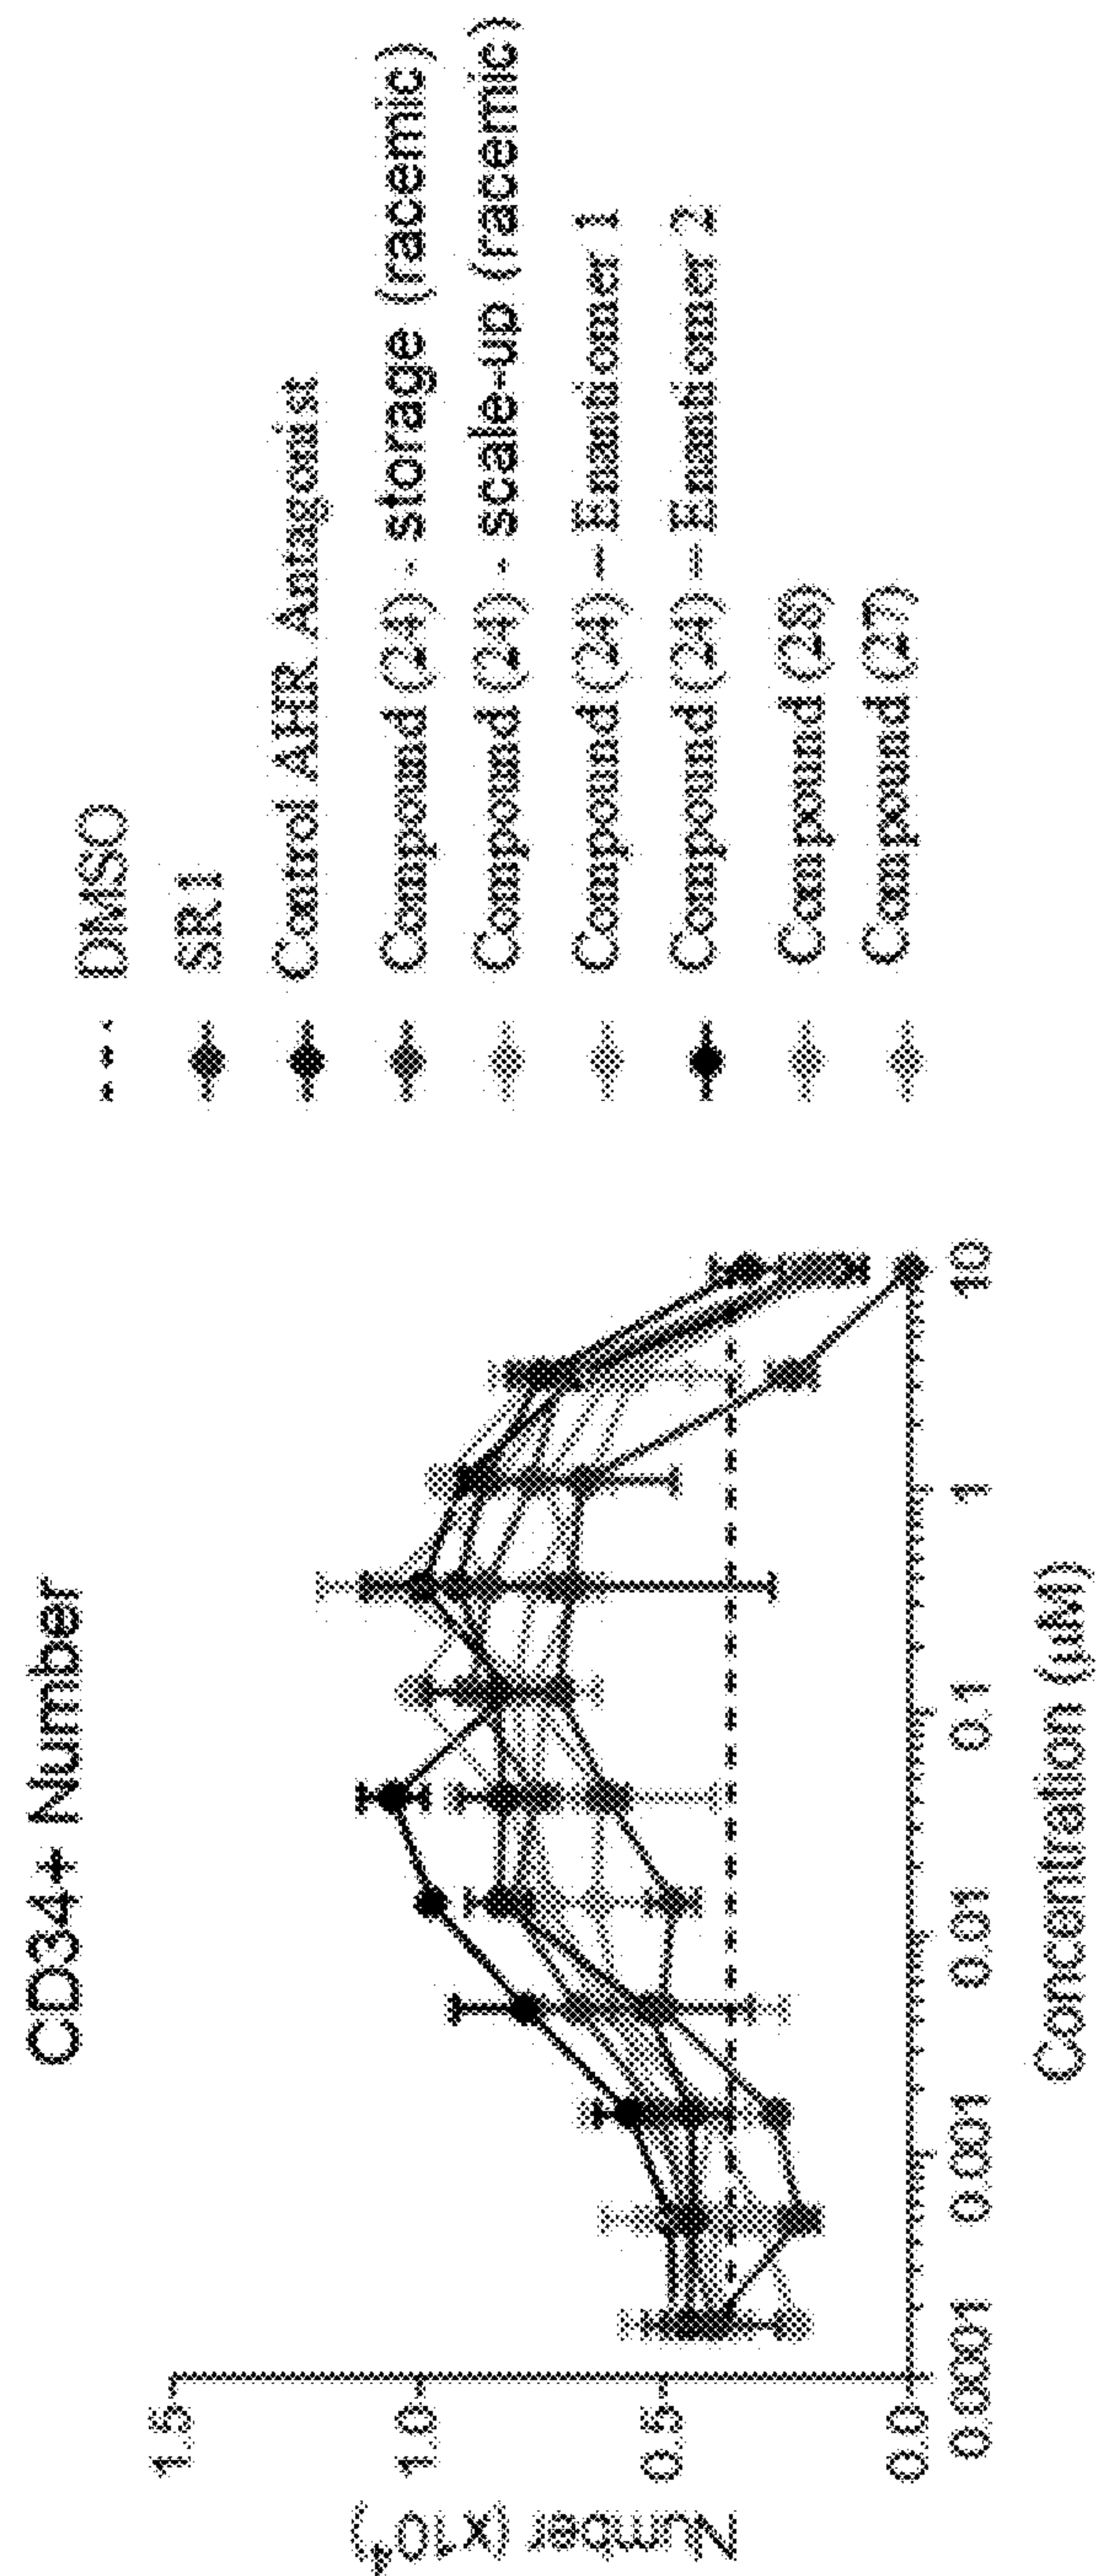 CD34+ Number
Number (x10⁴)
1.5
1.0
0.5
0.0
0.0001
0.001
0.01
0.1
1
10
Concentration (µM)
DMSO
SR1
Control AHR Antagonist
Compound (24) - storage (racemic)
Compound (24) - scale-up (racemic)
Compound (24) – Enantiomer 1
Compound (24) – Enantiomer 2
Compound (28)
Compound (27)